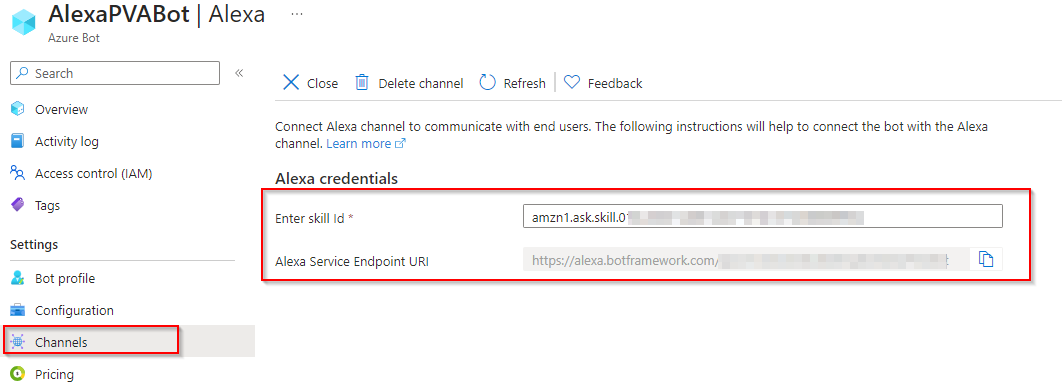 AlexaPVABot | Alexa ...
Azure Bot
Search «
Overview
Activity log
Access control (IAM)
Tags
Settings
Bot profile
Configuration
Channels
Pricing
Close Delete channel Refresh Feedback
Connect Alexa channel to communicate with end users. The following instructions will help to connect the bot with the Alexa
channel. Learn more
Alexa credentials
Enter skill Id * amzn1.ask.skill.01
Alexa Service Endpoint URI https://alexa.botframework.com/